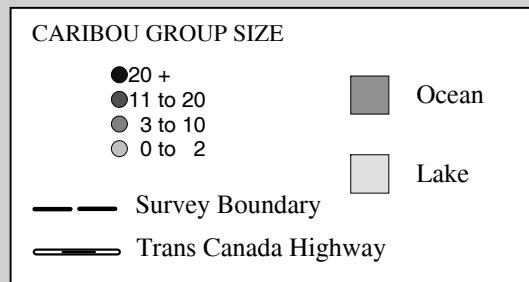 CARIBOU GROUP SIZE
20 +
11 to 20
3 to 10
0 to 2
Ocean
Lake
Survey Boundary
Trans Canada Highway